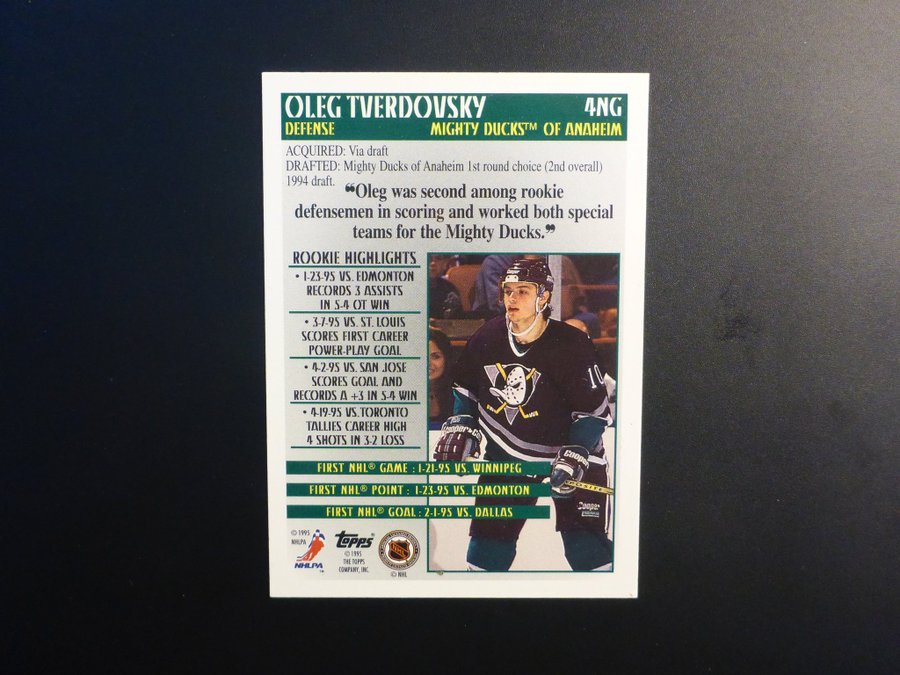 OLEG TVERDOVSKY 4NG
DEFENSE MIGHTY DUCKS™ OF ANAHEIM
ACQUIRED: Via draft
DRAFTED: Mighty Ducks of Anaheim 1st round choice (2nd overall)
1994 draft.
❝Oleg was second among rookie
defensemen in scoring and worked both special
teams for the Mighty Ducks.❞
ROOKIE HIGHLIGHTS
• 1-23-95 VS. EDMONTON
RECORDS 3 ASSISTS
IN 5-4 OT WIN
• 3-7-95 VS. ST. LOUIS
SCORES FIRST CAREER
POWER-PLAY GOAL
• 4-2-95 VS. SAN JOSE
SCORES GOAL AND
RECORDS A +3 IN 5-4 WIN
• 4-19-95 VS. TORONTO
TALLIES CAREER HIGH
4 SHOTS IN 3-2 LOSS
10
Cooper
Cooper
Cooper
FIRST NHL® GAME : 1-21-95 VS. WINNIPEG
FIRST NHL® POINT : 1-23-95 VS. EDMONTON
FIRST NHL® GOAL : 2-1-95 VS. DALLAS
© 1995
NHLPA
NHLPA™
Topps®
© 1995
THE TOPPS
COMPANY, INC.
NHL
© NHL